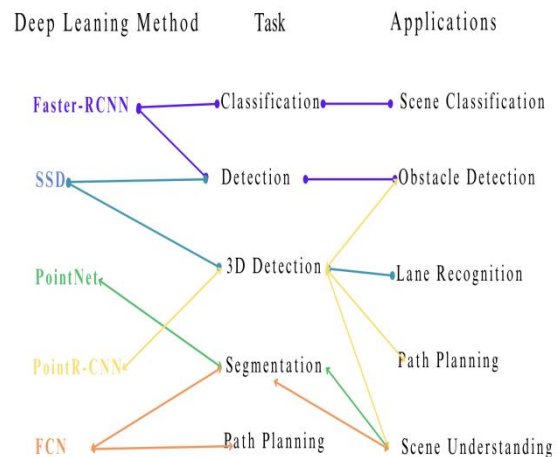 Deep Leaning Method Task Applications
Faster-RCNN Classification Scene Classification
SSD Detection Obstacle Detection
PointNet 3D Detection Lane Recognition
PointR-CNN Segmentation Path Planning
FCN Path Planning Scene Understanding